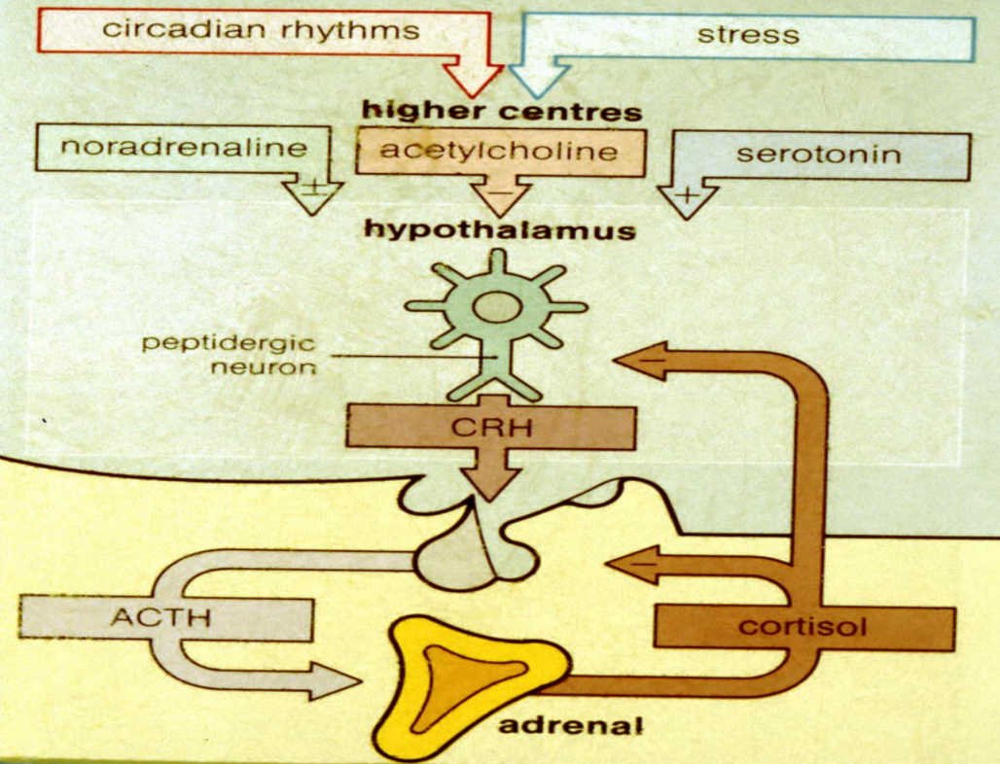 circadian rhythms
stress
higher centres
noradrenaline
acetylcholine
serotonin
±
−
+
hypothalamus
peptidergic
neuron
−
CRH
−
ACTH
cortisol
adrenal